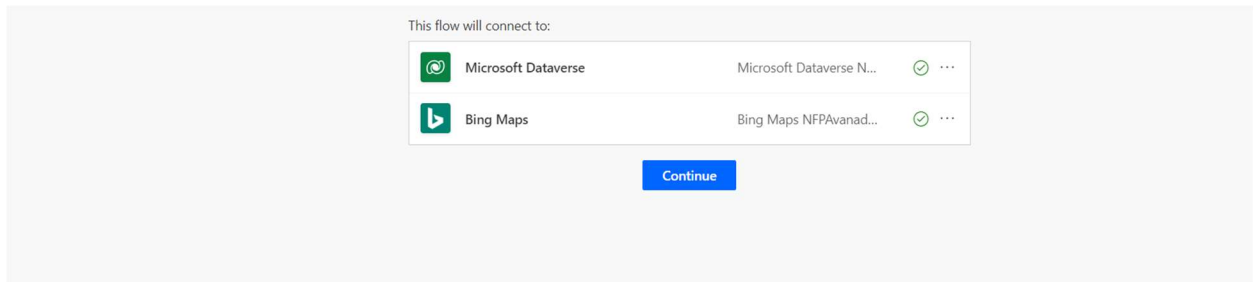 This flow will connect to:
Microsoft Dataverse Microsoft Dataverse N...
Bing Maps Bing Maps NFPAvanad...
Continue